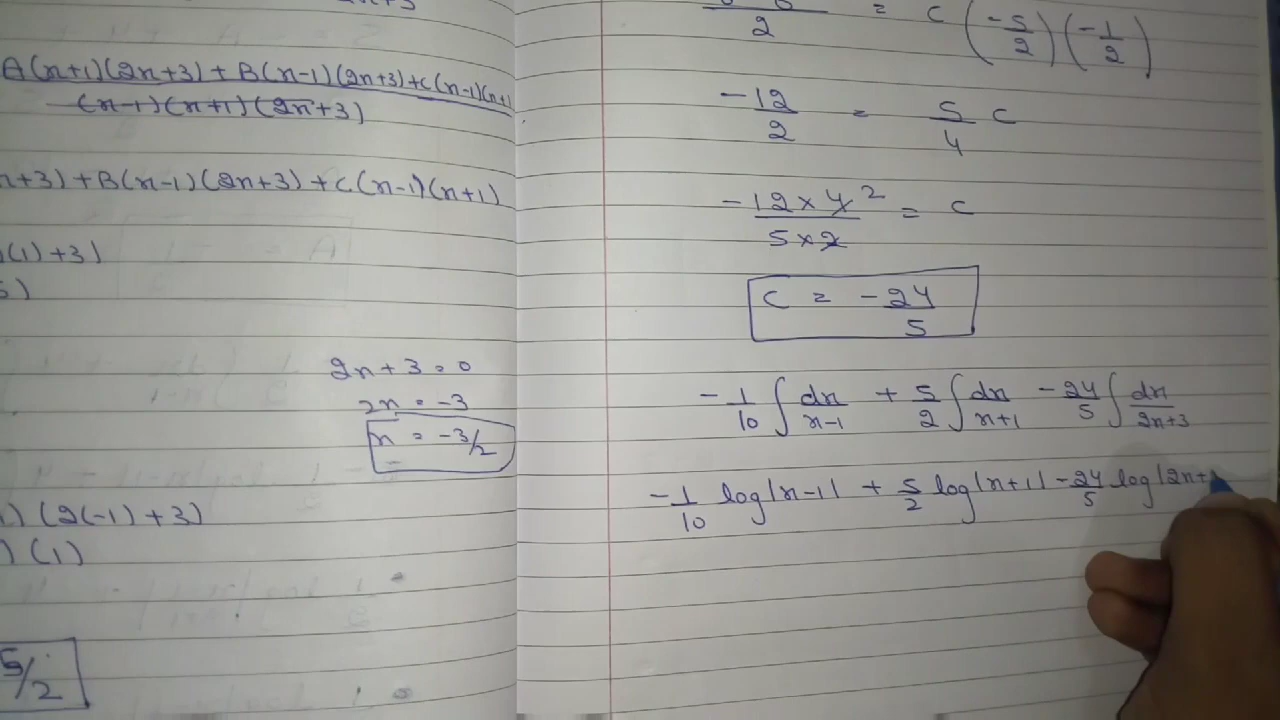 A(x+1)(2x+3) + B(x-1)(2x+3) + C(x-1)(x+1
(x-1)(x+1)(2x+3)
x+3) + B(x-1)(2x+3) + C(x-1)(x+1)
(1) + 3)
5)
2x + 3 = 0
2x = -3
x = -3/2
) (2(-1) + 3)
) (1)
5/2
2 = C (-5/2) (-1/2)
-12/2 = 5/4 C
-12 × 4 2 / 5 × 2 = C
C = -24/5
-1/10 ∫ dx/x-1 + 5/2 ∫ dx/x+1 - 24/5 ∫ dx/2x+3
-1/10 log|x-1| + 5/2 log|x+1| - 24/5 log|2x+